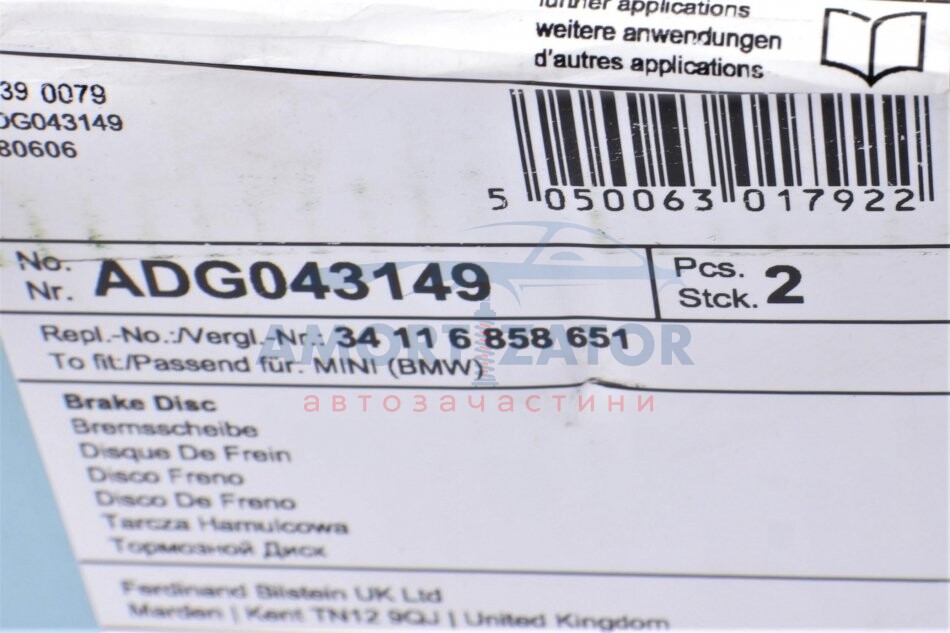 further applications
weitere anwendungen
d'autres applications
39 0079
DG043149
80606
5 050063 017922
No. Nr. ADG043149
Pcs. Stck. 2
Repl.-No.:/Vergl.-Nr.: 34 11 6 858 651
To fit:/Passend für: MINI (BMW)
AMORTIZATOR
автозачастини
Brake Disc
Bremsscheibe
Disque De Frein
Disco Freno
Disco De Freno
Tarcza Hamulcowa
Тормозной Диск
Ferdinand Bilstein UK Ltd
Marden | Kent TN12 9QJ | United Kingdom